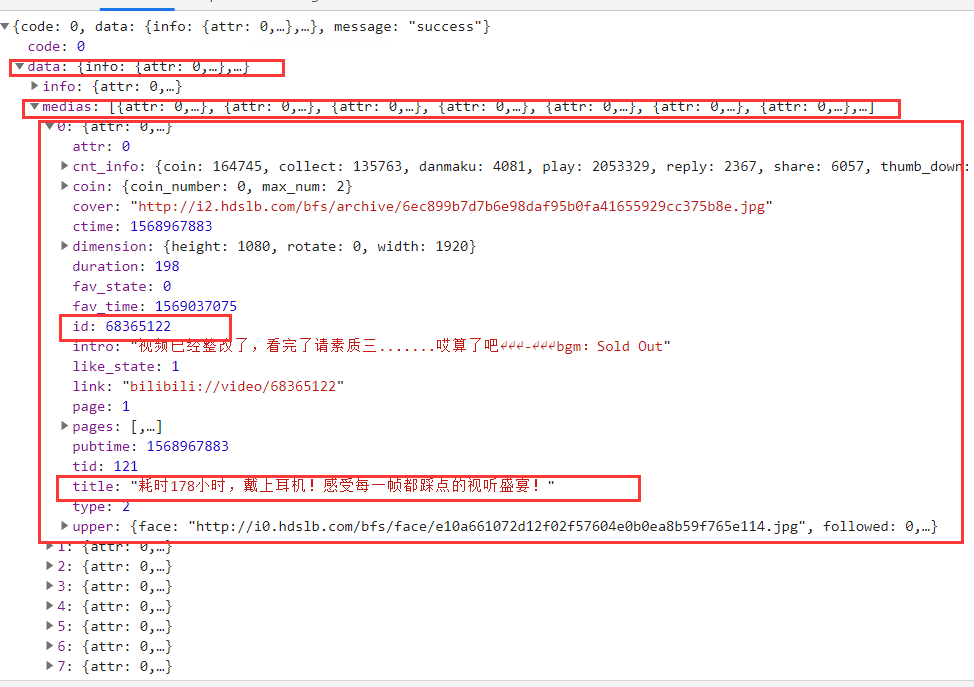 {code: 0, data: {info: {attr: 0,…},…}, message: "success"}
code: 0
data: {info: {attr: 0,…},…}
info: {attr: 0,…}
medias: [{attr: 0,…}, {attr: 0,…}, {attr: 0,…}, {attr: 0,…}, {attr: 0,…}, {attr: 0,…}, {attr: 0,…},…]
0: {attr: 0,…}
attr: 0
cnt_info: {coin: 164745, collect: 135763, danmaku: 4081, play: 2053329, reply: 2367, share: 6057, thumb_down:
coin: {coin_number: 0, max_num: 2}
cover: "http://i2.hdslb.com/bfs/archive/6ec899b7d7b6e98daf95b0fa41655929cc375b8e.jpg"
ctime: 1568967883
dimension: {height: 1080, rotate: 0, width: 1920}
duration: 198
fav_state: 0
fav_time: 1569037075
id: 68365122
intro: "视频已经整改了，看完了请素质三.......哎算了吧↵↵↵-↵↵↵bgm：Sold Out"
like_state: 1
link: "bilibili://video/68365122"
page: 1
pages: [,…]
pubtime: 1568967883
tid: 121
title: "耗时178小时，戴上耳机！感受每一帧都踩点的视听盛宴！"
type: 2
upper: {face: "http://i0.hdslb.com/bfs/face/e10a661072d12f02f57604e0b0ea8b59f765e114.jpg", followed: 0,…}
1: {attr: 0,…}
2: {attr: 0,…}
3: {attr: 0,…}
4: {attr: 0,…}
5: {attr: 0,…}
6: {attr: 0,…}
7: {attr: 0,…}